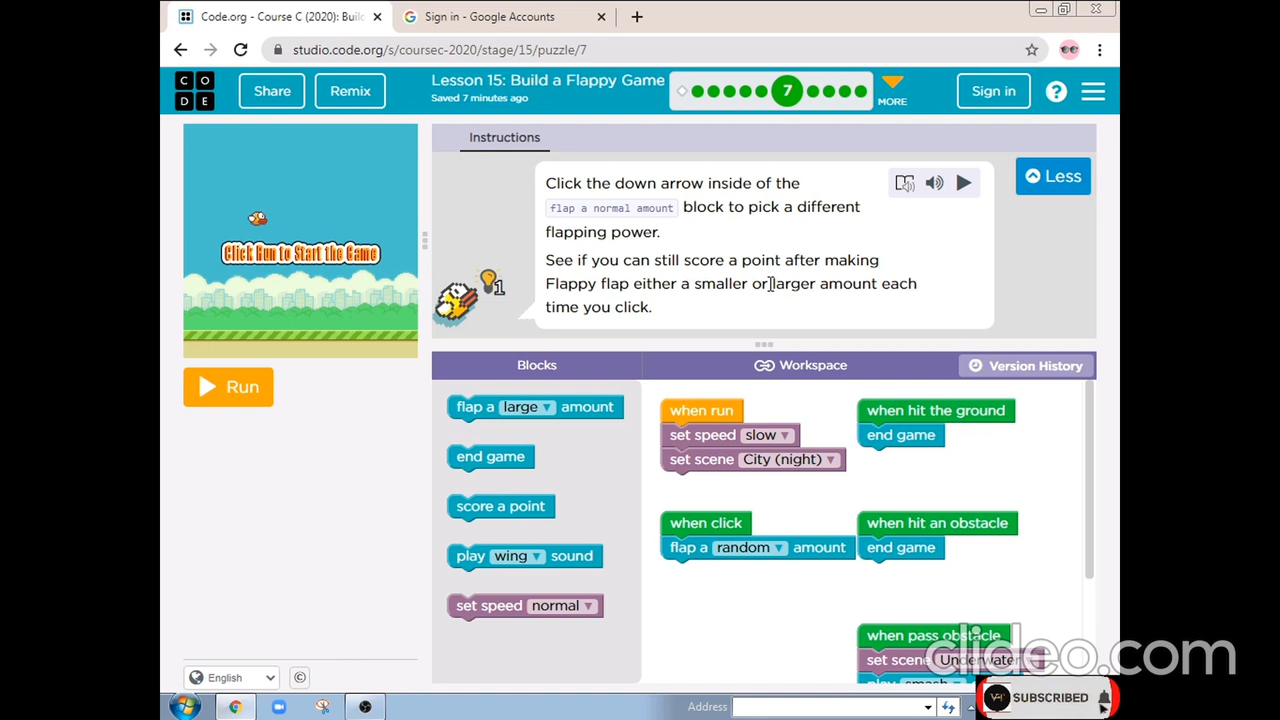 Code.org - Course C (2020): Buil
Sign in - Google Accounts
studio.code.org/s/coursec-2020/stage/15/puzzle/7
CODE
Share
Remix
Lesson 15: Build a Flappy Game
Saved 7 minutes ago
7
MORE
Sign in
?
Instructions
Click the down arrow inside of the
flap a normal amount block to pick a different
flapping power.
See if you can still score a point after making
Flappy flap either a smaller or larger amount each
time you click.
1
Less
Click Run to Start the Game
Run
Blocks
Workspace
Version History
flap a large amount
end game
score a point
play wing sound
set speed normal
when run
set speed slow
set scene City (night)
when click
flap a random amount
when hit the ground
end game
when hit an obstacle
end game
when pass obstacle
set scene Underwater
play smash
clideo.com
SUBSCRIBED
English
©
Address